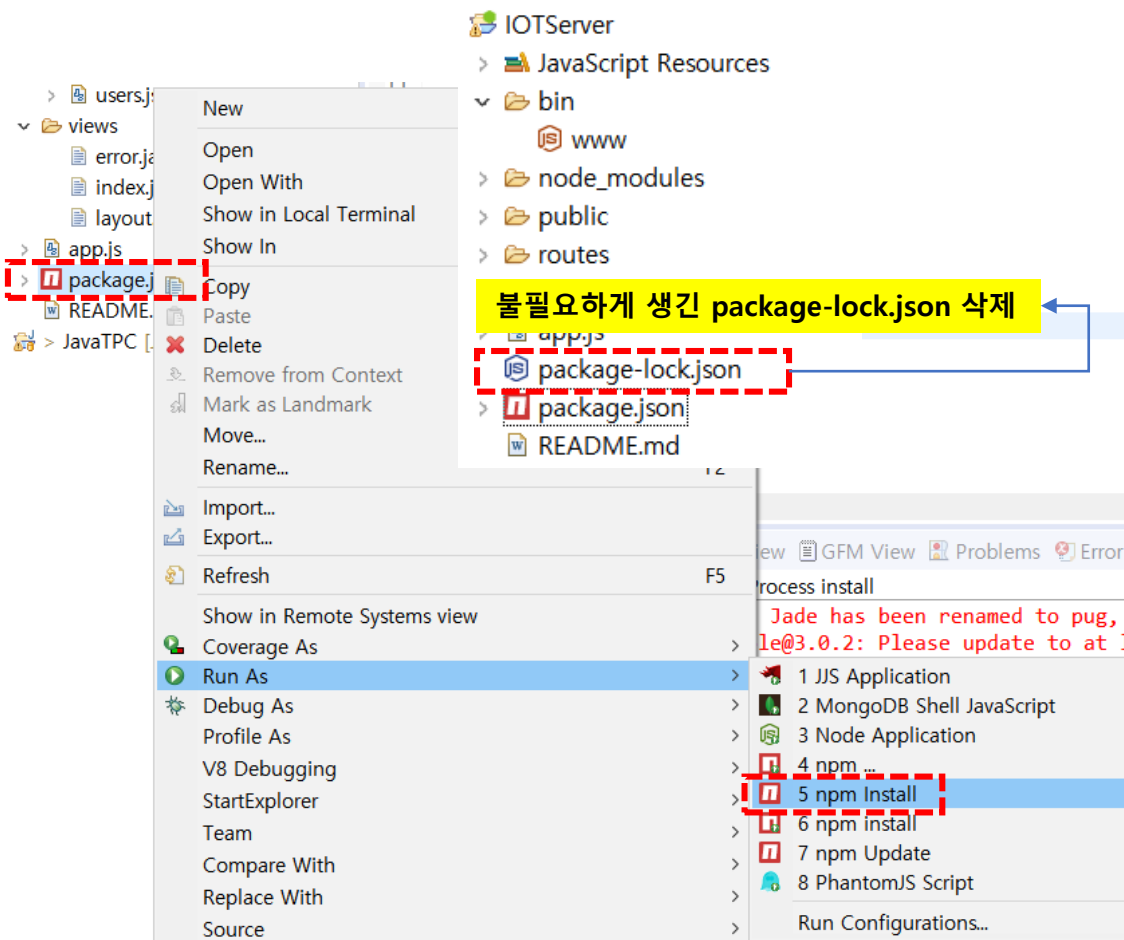 users.js
views
error.ja
index.j
layout
app.js
package.j
README.
> JavaTPC [
New
Open
Open With
Show in Local Terminal
Show In
Copy
Paste
Delete
Remove from Context
Mark as Landmark
Move...
Rename...
F2
Import...
Export...
Refresh F5
Show in Remote Systems view
Coverage As
Run As
Debug As
Profile As
V8 Debugging
StartExplorer
Team
Compare With
Replace With
Source
IOTServer
JavaScript Resources
bin
www
node_modules
public
routes
불필요하게 생긴 package-lock.json 삭제
app.js
package-lock.json
package.json
README.md
iew GFM View Problems Error
Process install
Jade has been renamed to pug,
le@3.0.2: Please update to at l
1 JJS Application
2 MongoDB Shell JavaScript
3 Node Application
4 npm ...
5 npm Install
6 npm install
7 npm Update
8 PhantomJS Script
Run Configurations...